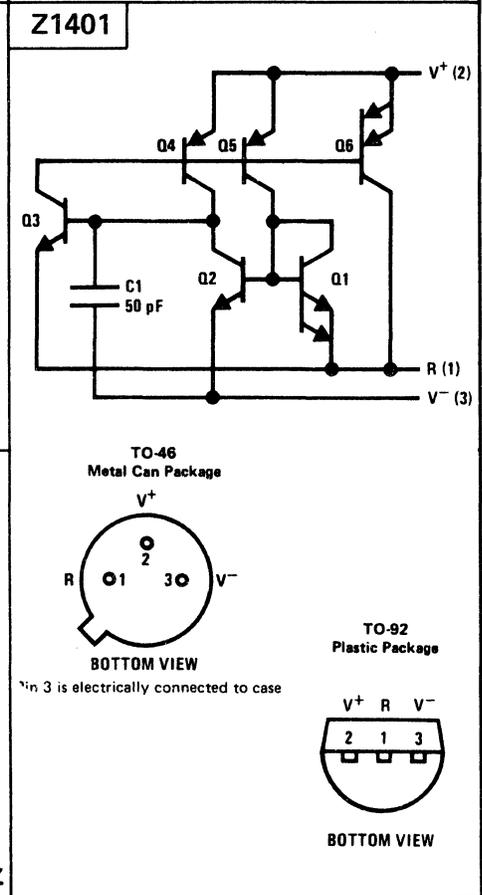 Z1401
V+ (2)
Q4
Q5
Q6
Q3
Q2
Q1
C1
50 pF
R (1)
V− (3)
TO-46
Metal Can Package
V+
2
R
1
3
V−
BOTTOM VIEW
3 is electrically connected to case
TO-92
Plastic Package
V+ R V−
2 1 3
BOTTOM VIEW